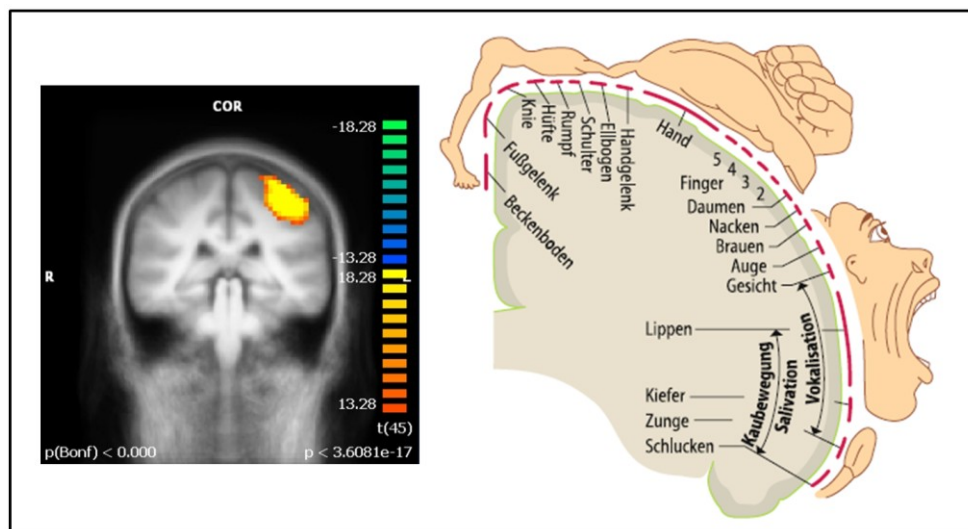 COR
-18.28
-13.28
18.28
R
L
13.28
t(45)
p(Bonf) < 0.000
p < 3.6081e-17
Knie
Hüfte
Rumpf
Schulter
Ellbogen
Handgelenk
Hand
5
4
3
2
Finger
Daumen
Nacken
Brauen
Auge
Gesicht
Fußgelenk
Beckenboden
Lippen
Kiefer
Zunge
Schlucken
Kaubewegung
Salivation
Vokalisation